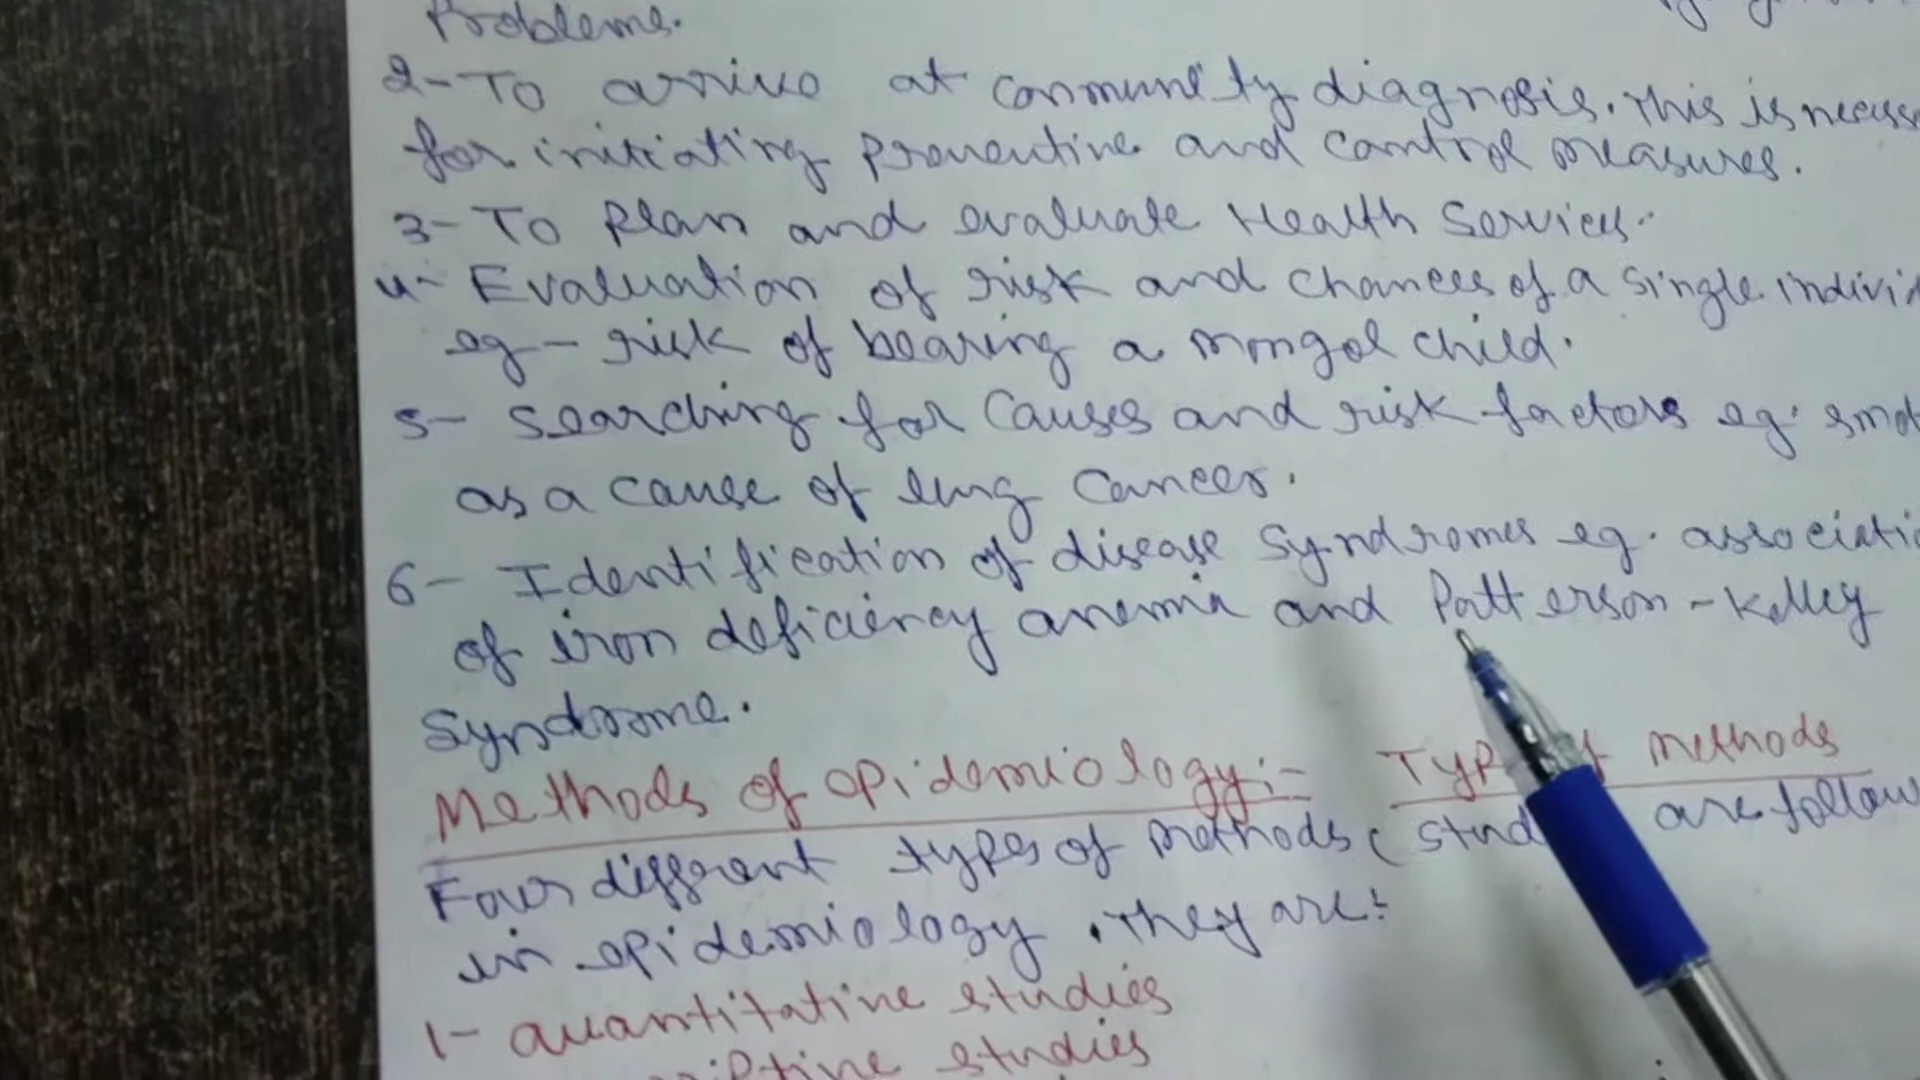 Problems.
2- To arrive at community diagnosis. This is necess
for initiating preventive and control measures.
3- To Plan and evaluate Health Services.
4- Evaluation of risk and chances of a single individ
eg - risk of bearing a mongol child.
5- Searching for Causes and risk factors eg. smo
as a cause of lung Cancer.
6- Identification of disease Syndromes eg. associatio
of iron deficiency anemia and Patterson-Kelley
Syndrome.
Methods of epidemiology:- Type of methods
Four different types of methods ( stud are follow
in epidemiology. They are:
1- Quantitative studies
riptive studies